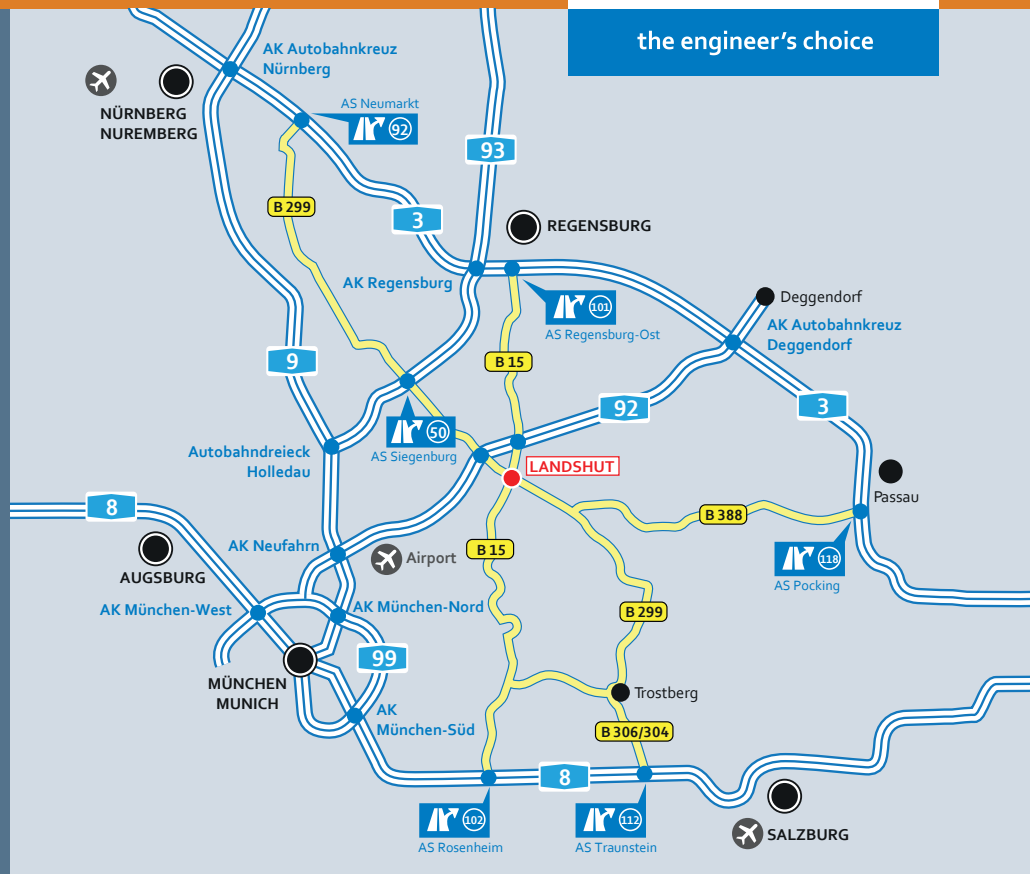 the engineer's choice
AK Autobahnkreuz
Nürnberg
NÜRNBERG
NUREMBERG
AS Neumarkt
92
93
B 299
3
REGENSBURG
AK Regensburg
101
AS Regensburg-Ost
Deggendorf
AK Autobahnkreuz
Deggendorf
9
B 15
92
3
50
AS Siegenburg
Autobahndreieck
Holledau
LANDSHUT
Passau
8
B 388
AK Neufahrn
Airport
B 15
118
AS Pocking
AUGSBURG
AK München-West
AK München-Nord
B 299
99
MÜNCHEN
MUNICH
Trostberg
AK
München-Süd
B 306/304
8
102
AS Rosenheim
112
AS Traunstein
SALZBURG